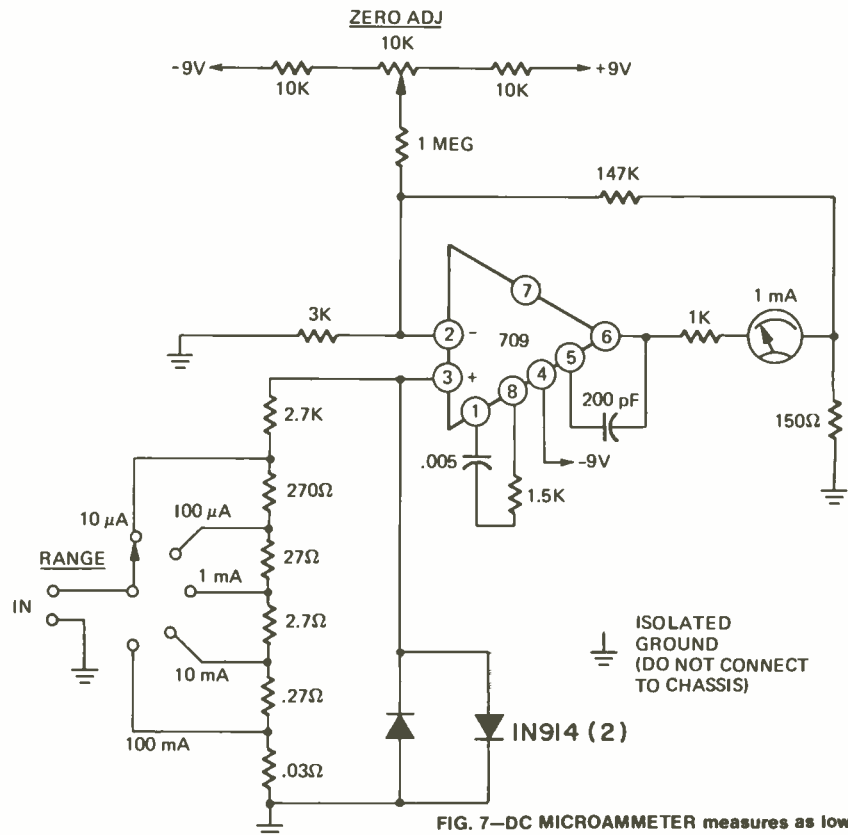 ZERO ADJ
10K
-9V
10K
10K
+9V
1 MEG
147K
3K
2
-
7
709
6
3
+
5
4
8
1
1K
1 mA
200 pF
-9V
.005
1.5K
150Ω
2.7K
270Ω
10 μA
100 μA
RANGE
27Ω
1 mA
IN
2.7Ω
10 mA
.27Ω
100 mA
.03Ω
IN914 (2)
ISOLATED
GROUND
(DO NOT CONNECT
TO CHASSIS)
FIG. 7—DC MICROAMMETER measures as low